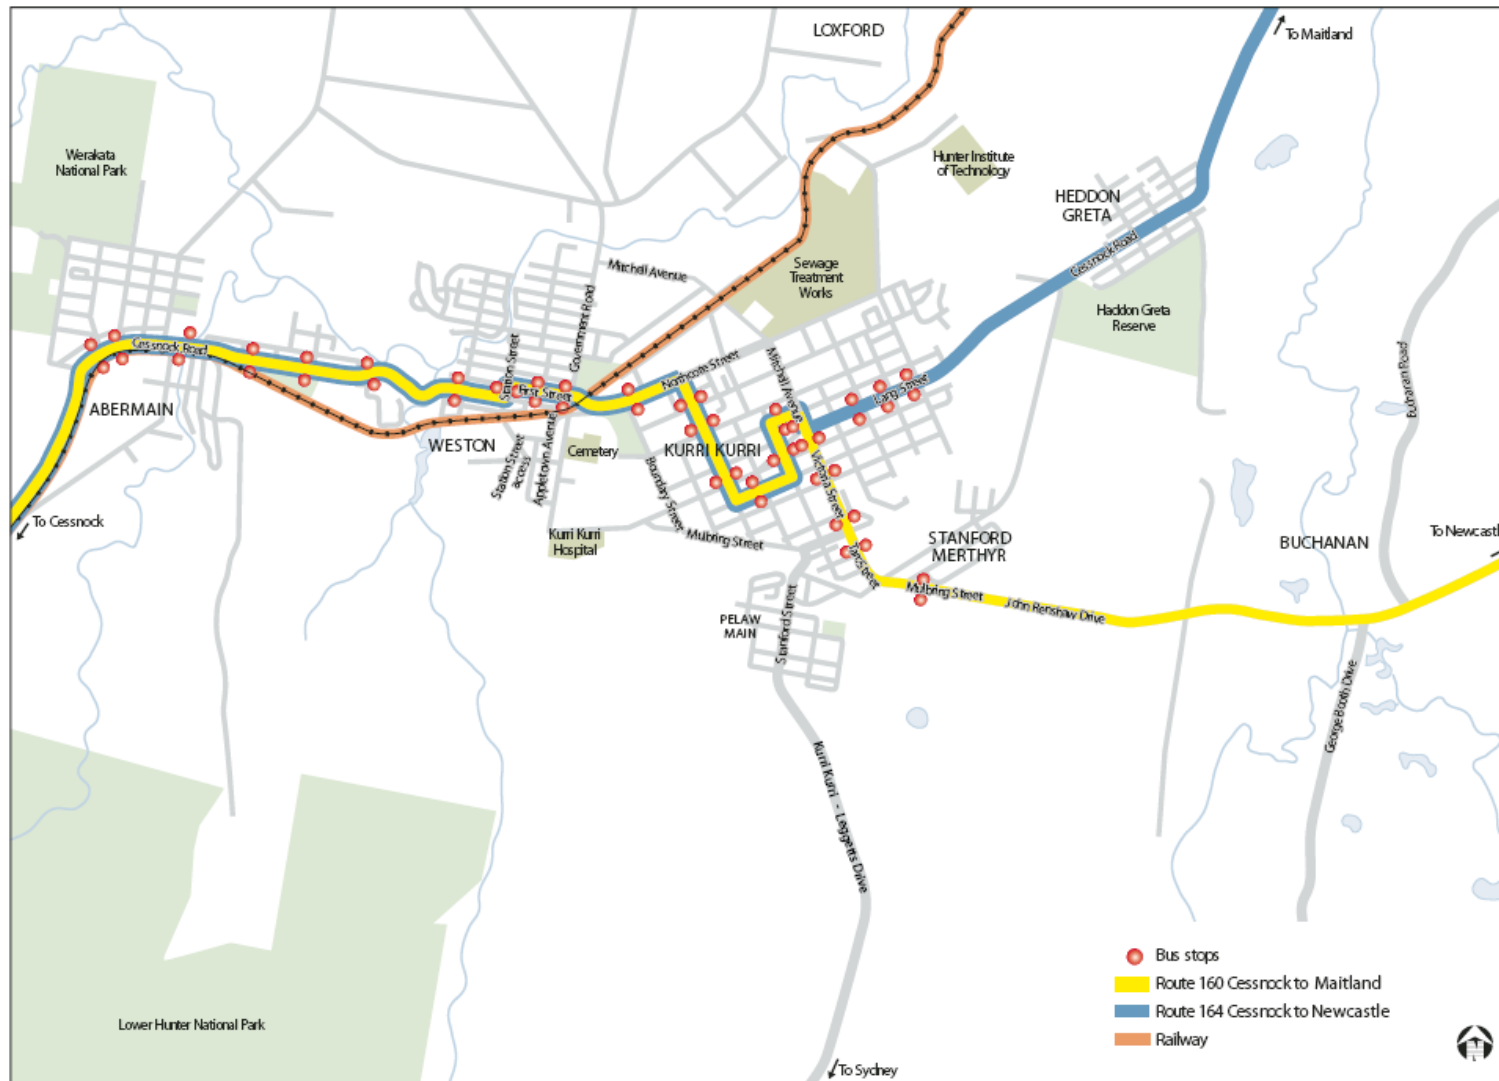 LOXFORD
To Maitland
Werakata
National Park
Hunter Institute
of Technology
HEDDON
GRETA
Mitchell Avenue
Sewage
Treatment
Works
Cessnock Road
Government Road
Haddon Greta
Reserve
Cessnock Road
Station Street
First Street
Northcote Street
Mitchell Avenue
Lang Street
ABERMAIN
WESTON
Cemetery
KURRI KURRI
Station Street
access
Appletown Avenue
Boundary Street
Victoria Street
To Cessnock
Kurri Kurri
Hospital
Mulbring Street
STANFORD
MERTHYR
BUCHANAN
To Newcastl
Mulbring Street
John Renshaw Drive
PELAW
MAIN
Stanford Street
George Booth Drive
Kurri Kurri - Leggetts Drive
Lower Hunter National Park
Bus stops
Route 160 Cessnock to Maitland
Route 164 Cessnock to Newcastle
Railway
To Sydney